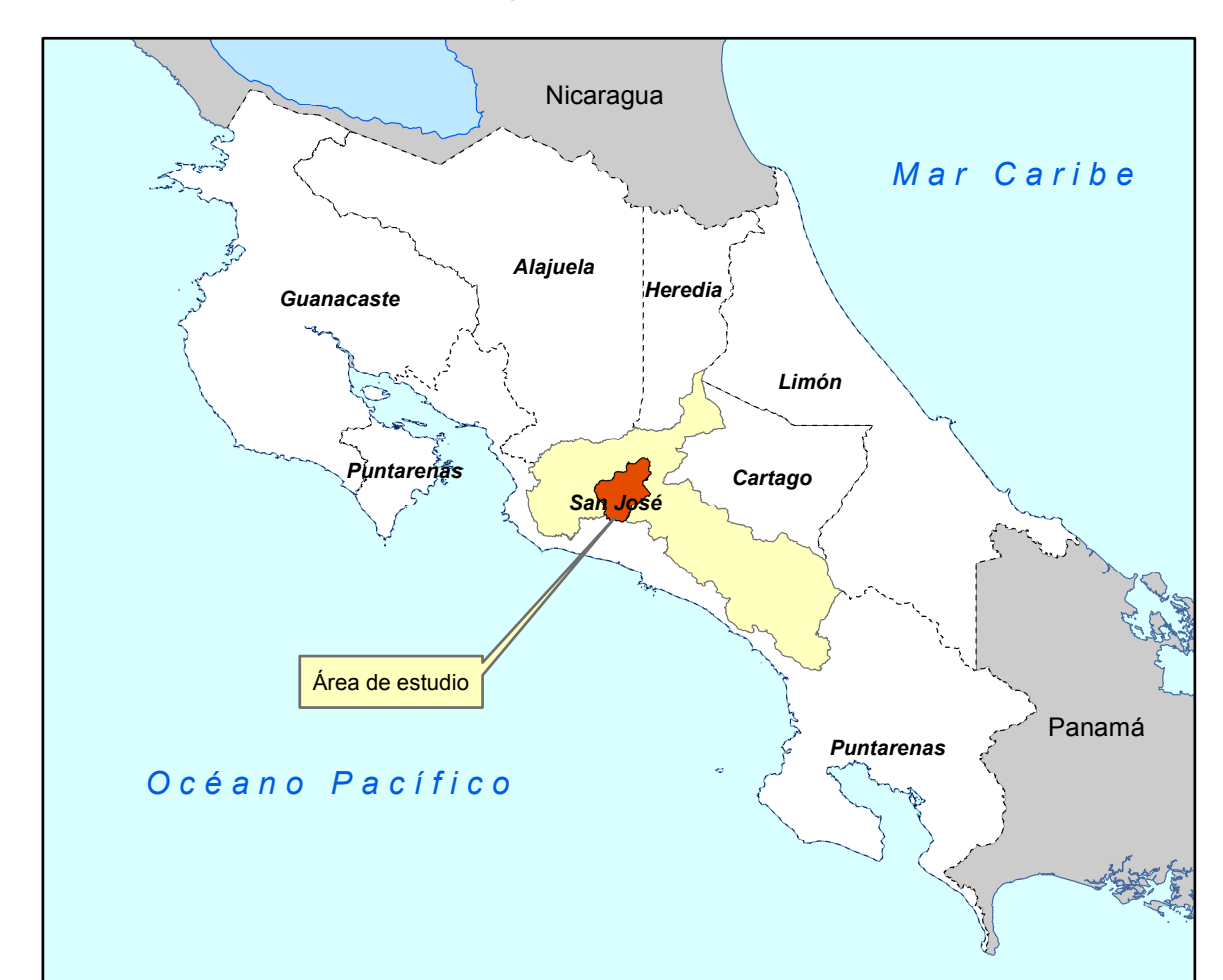 Nicaragua
Mar Caribe
Alajuela
Heredia
Guanacaste
Limón
Puntarenas
Cartago
San José
Área de estudio
Panamá
Puntarenas
Océano Pacífico